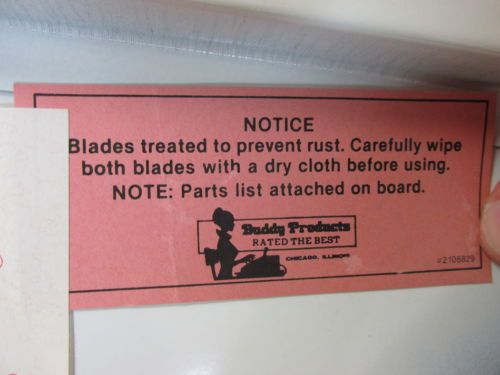 NOTICE
Blades treated to prevent rust. Carefully wipe
both blades with a dry cloth before using.
NOTE: Parts list attached on board.
Buddy Products
RATED THE BEST
CHICAGO, ILLINOIS
#2108829